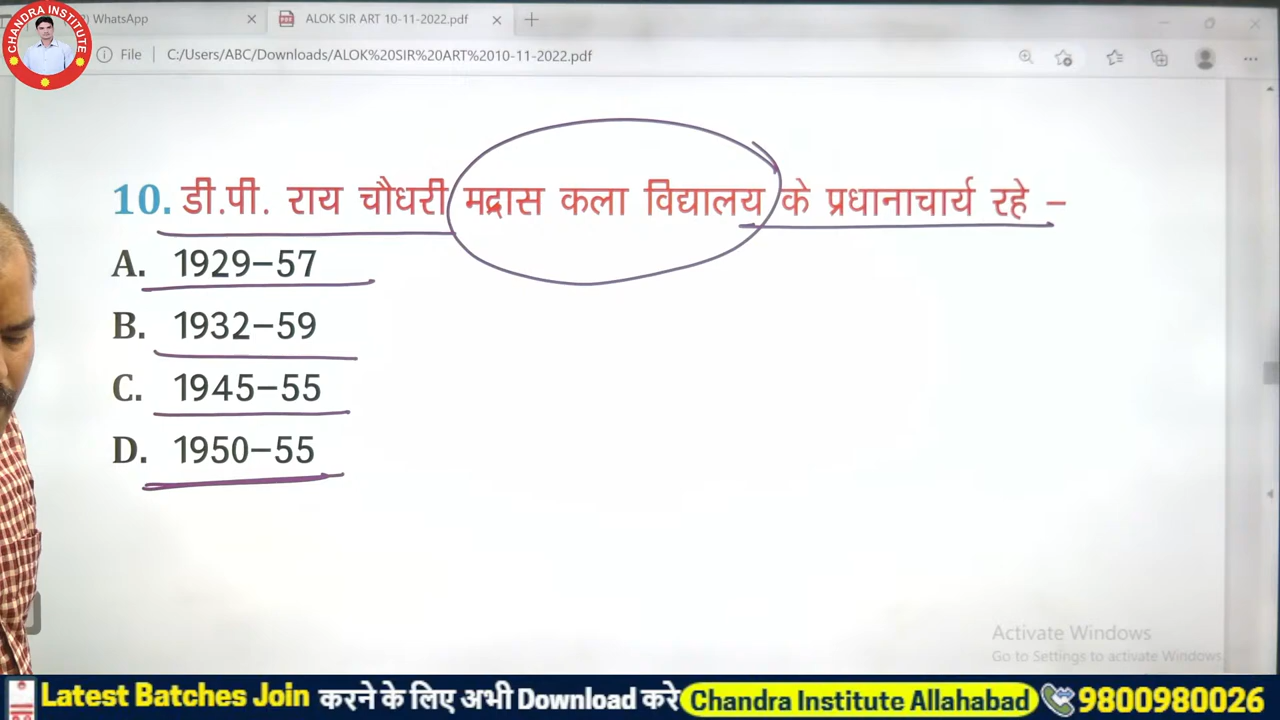 CHANDRA INSTITUTE
WhatsApp
ALOK SIR ART 10-11-2022.pdf
File C:/Users/ABC/Downloads/ALOK%20SIR%20ART%2010-11-2022.pdf
10. डी.पी. राय चौधरी मद्रास कला विद्यालय के प्रधानाचार्य रहे –
A. 1929–57
B. 1932–59
C. 1945–55
D. 1950–55
Activate Windows
Go to Settings to activate Windows
Latest Batches Join करने के लिए अभी Download करे Chandra Institute Allahabad 9800980026